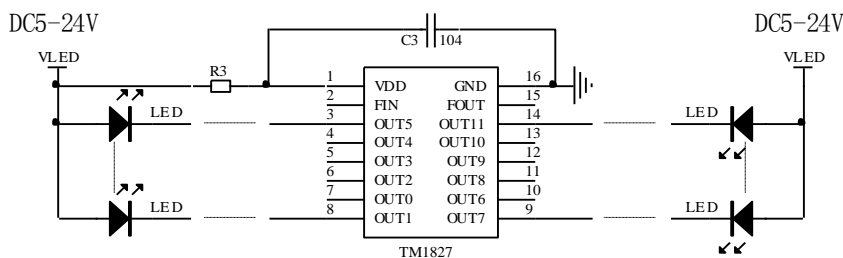 DC5-24V
DC5-24V
C3
104
VLED
VLED
R3
1
VDD
GND
16
2
FIN
FOUT
15
LED
3
OUT5
OUT11
14
LED
4
OUT4
OUT10
13
5
OUT3
OUT9
12
6
OUT2
OUT8
11
7
OUT0
OUT6
10
LED
8
OUT1
OUT7
9
LED
TM1827